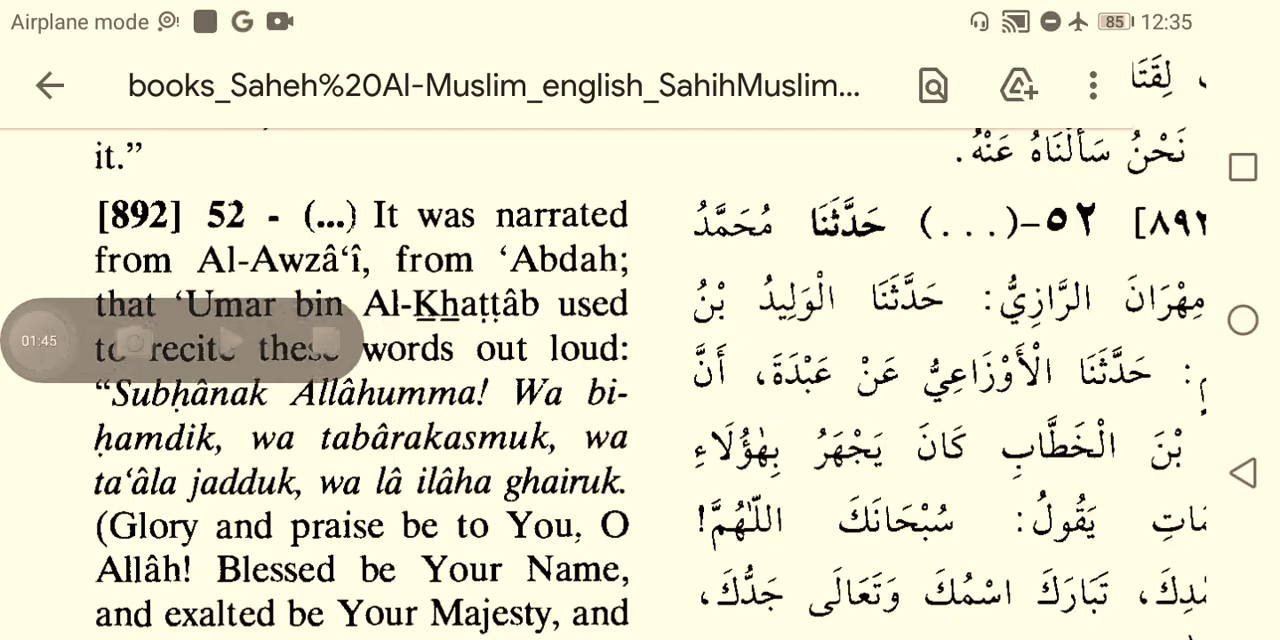 Airplane mode
85 12:35
books_Saheh%20Al-Muslim_english_SahihMuslim...
، لِقَتَا
it.”
نَحْنُ سَأَلْنَاهُ عَنْهُ.
[892] 52 - (...) It was narrated
from Al-Awzâ‘î, from ‘Abdah;
that ‘Umar bin Al-Khaṭṭâb used
to recite these words out loud:
“Subḥânak Allâhumma! Wa bi-
ḥamdik, wa tabârakasmuk, wa
ta‘âla jadduk, wa lâ ilâha ghairuk.
(Glory and praise be to You, O
Allâh! Blessed be Your Name,
and exalted be Your Majesty, and
01:45
[٨٩٢ ٥٢-(...) حَدَّثَنَا مُحَمَّدُ
مِهْرَانَ الرَّازِيُّ: حَدَّثَنَا الْوَلِيدُ بْنُ
: حَدَّثَنَا الْأَوْزَاعِيُّ عَنْ عَبْدَةَ، أَنَّ
بْنَ الْخَطَّابِ كَانَ يَجْهَرُ بِهٰؤُلَاءِ
يَقُولُ: سُبْحَانَكَ اللّٰهُمَّ!
تَبَارَكَ اسْمُكَ وَتَعَالَى جَدُّكَ،